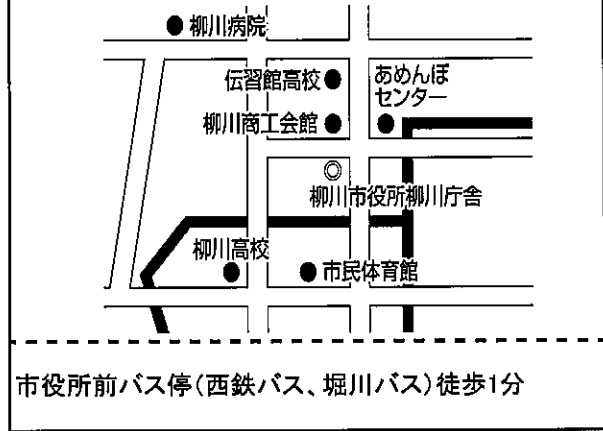 柳川病院
伝習館高校
あめんぼ
センター
柳川商工会館
柳川市役所柳川庁舎
柳川高校
市民体育館
市役所前バス停(西鉄バス、堀川バス)徒歩1分